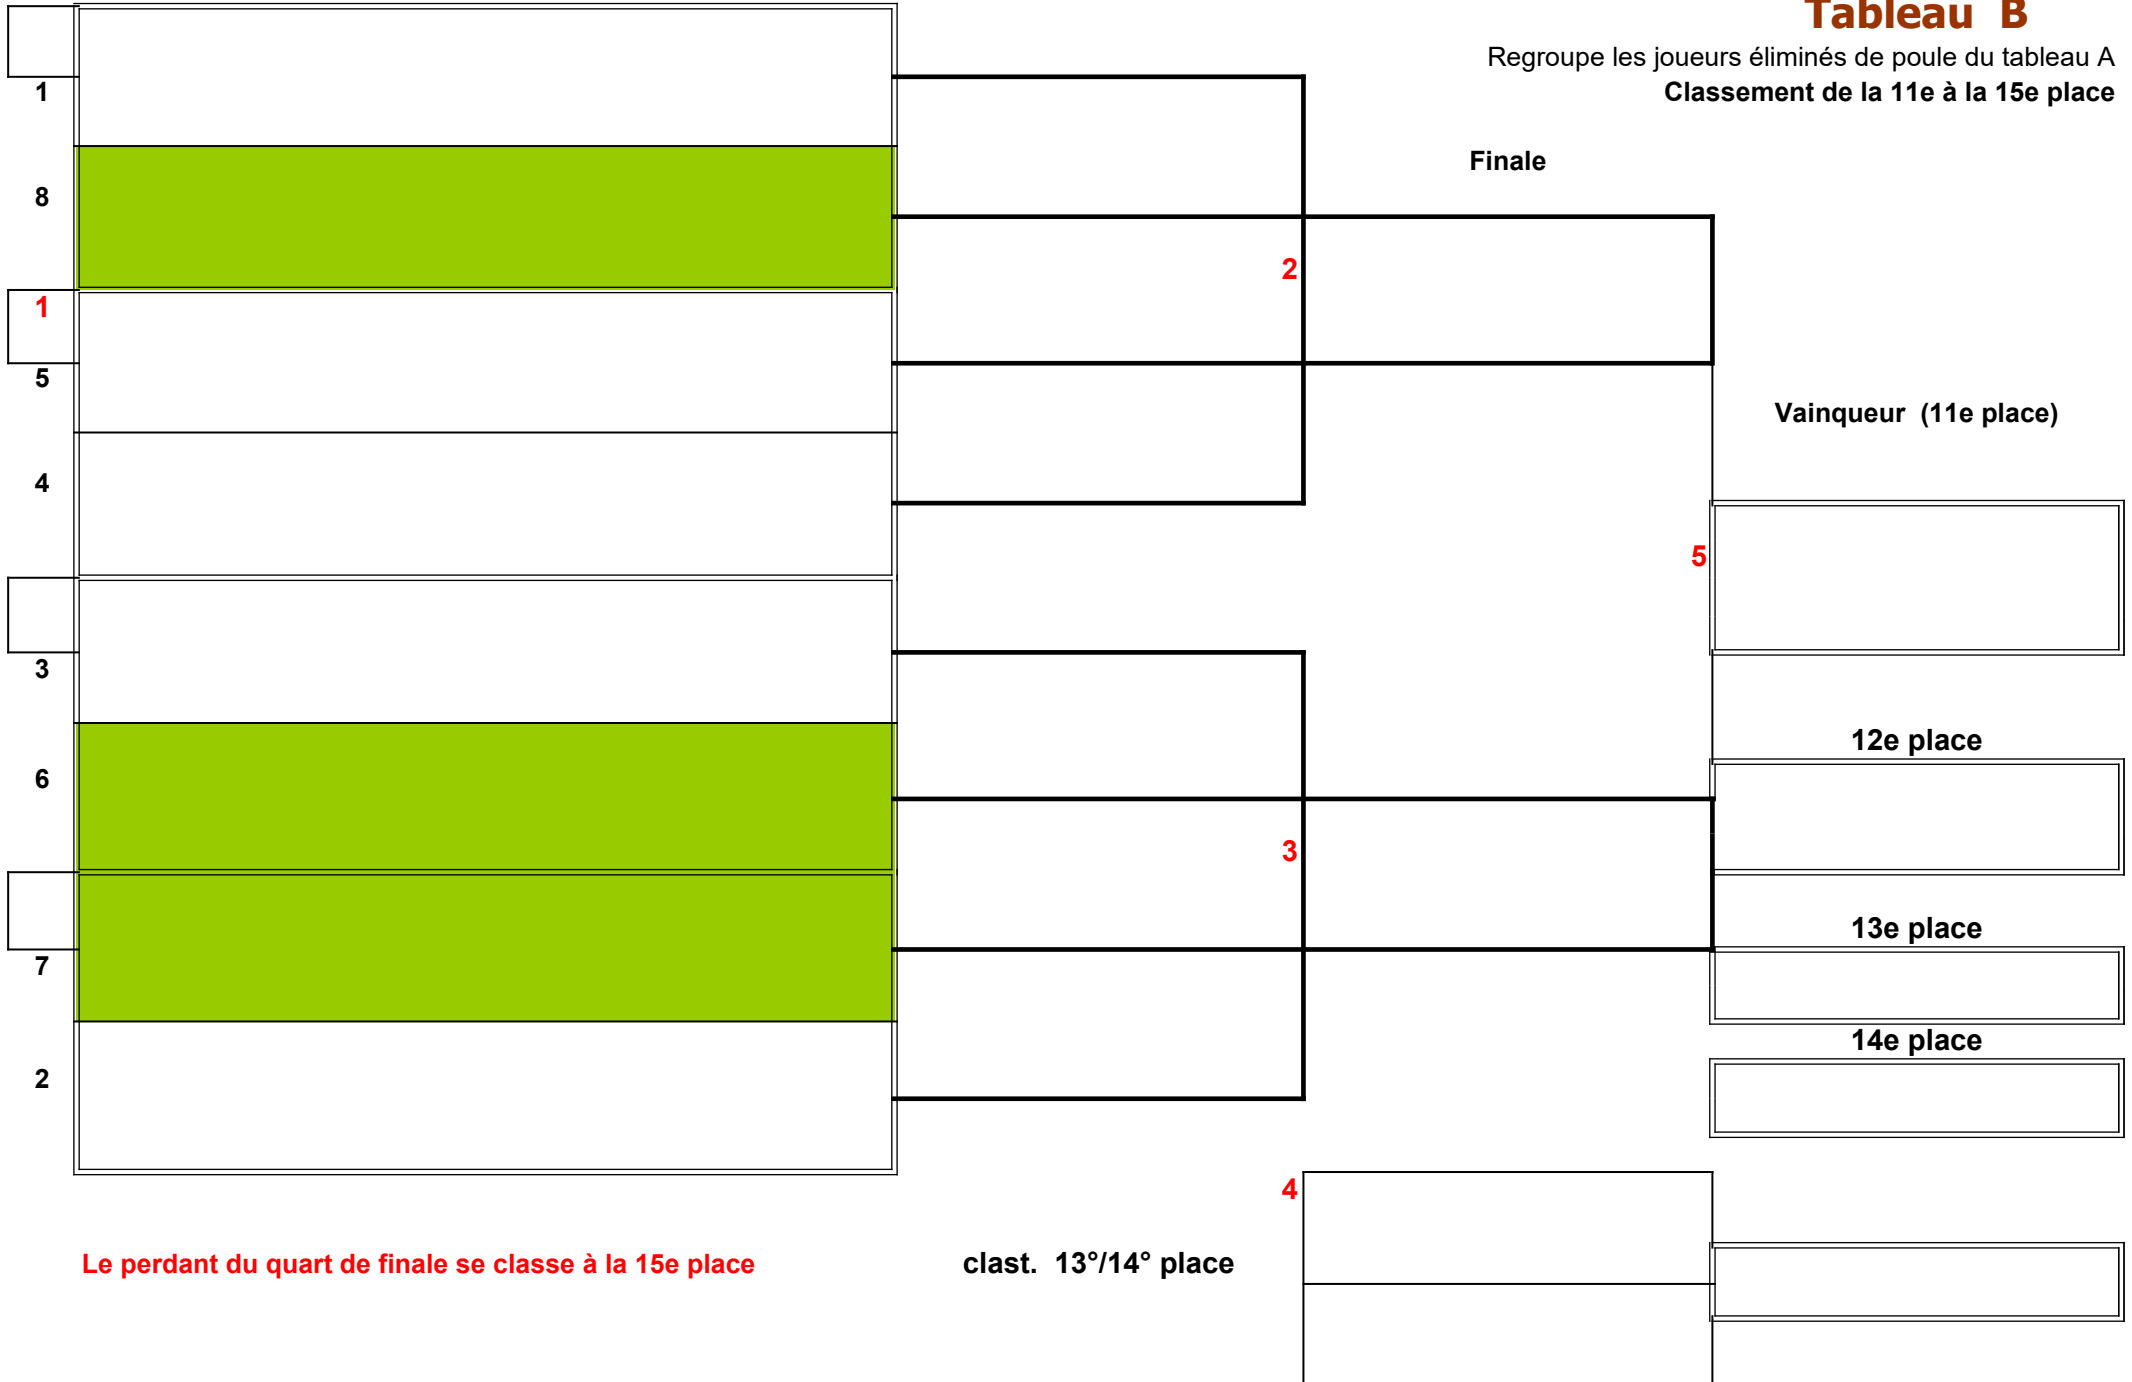 Tableau B
Regroupe les joueurs éliminés de poule du tableau A
Classement de la 11e à la 15e place
1
Finale
8
2
1
5
Vainqueur (11e place)
4
5
3
12e place
6
3
13e place
7
14e place
2
4
Le perdant du quart de finale se classe à la 15e place
clast. 13°/14° place